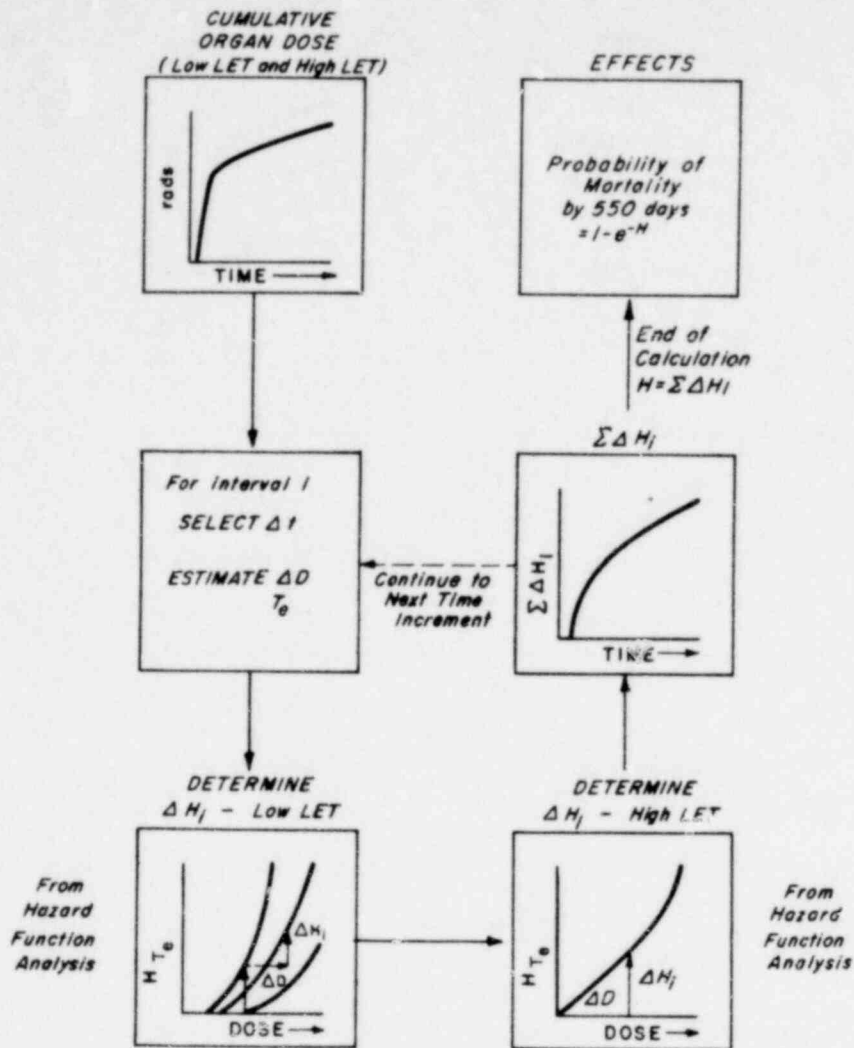 CUMULATIVE
ORGAN DOSE
(Low LET and High LET)
rads
TIME
EFFECTS
Probability of
Mortality
by 550 days
=1-e^-H
End of
Calculation
H=ΣΔHi
For interval i
SELECT Δt
ESTIMATE ΔD
Te
Continue to
Next Time
Increment
ΣΔHi
ΣΔHi
TIME
DETERMINE
ΔHi - Low LET
From
Hazard
Function
Analysis
HTe
ΔHi
ΔD
DOSE
DETERMINE
ΔHi - High LET
HTe
ΔD
ΔHi
DOSE
From
Hazard
Function
Analysis